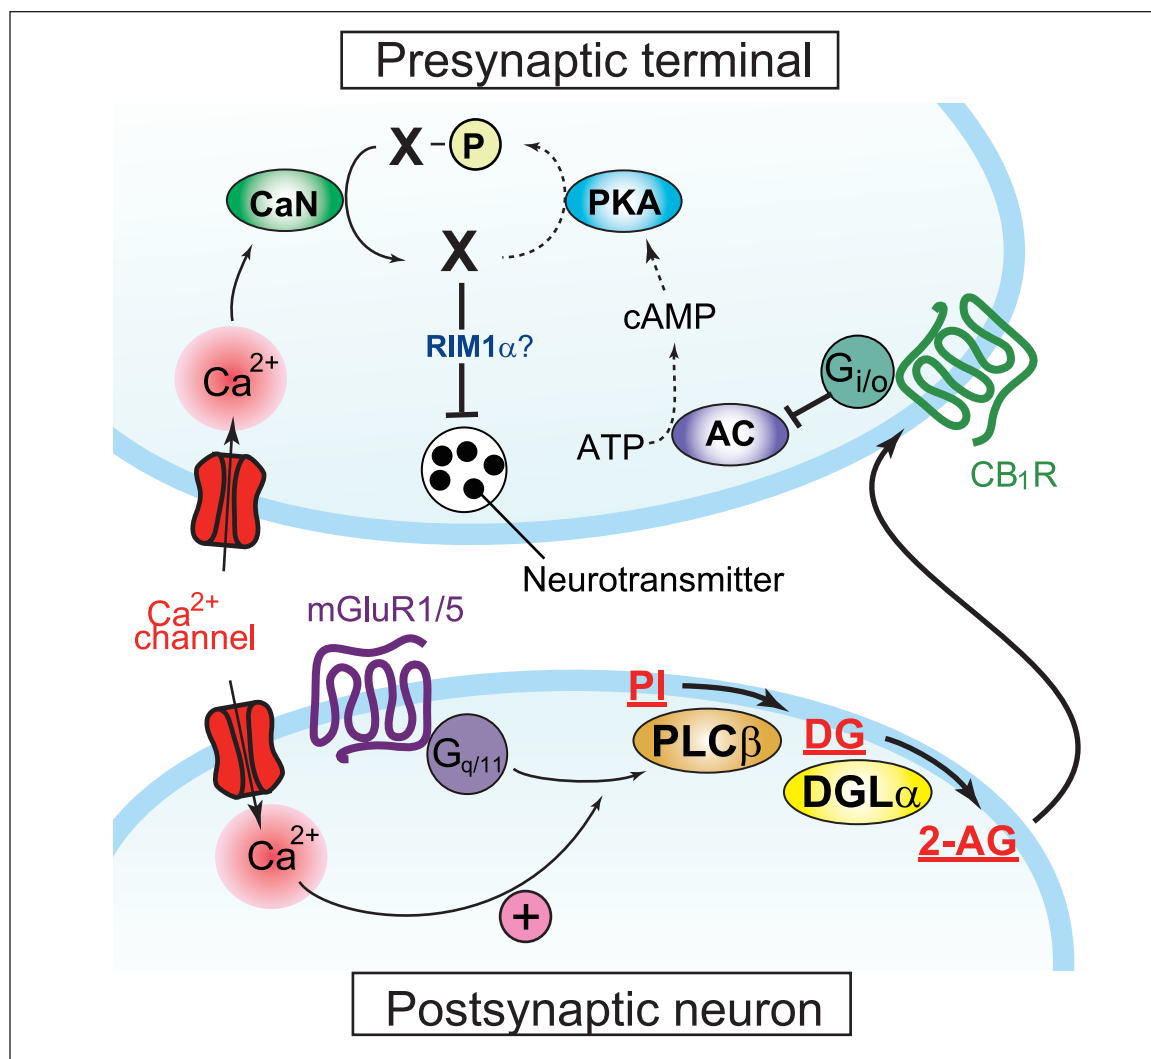 Presynaptic terminal
X – P
CaN
PKA
X
cAMP
RIM1α?
Ca2+
Gi/o
ATP
AC
CB1R
Neurotransmitter
Ca2+
channel
mGluR1/5
PI
PLCβ
DG
Gq/11
DGLα
Ca2+
2-AG
+
Postsynaptic neuron